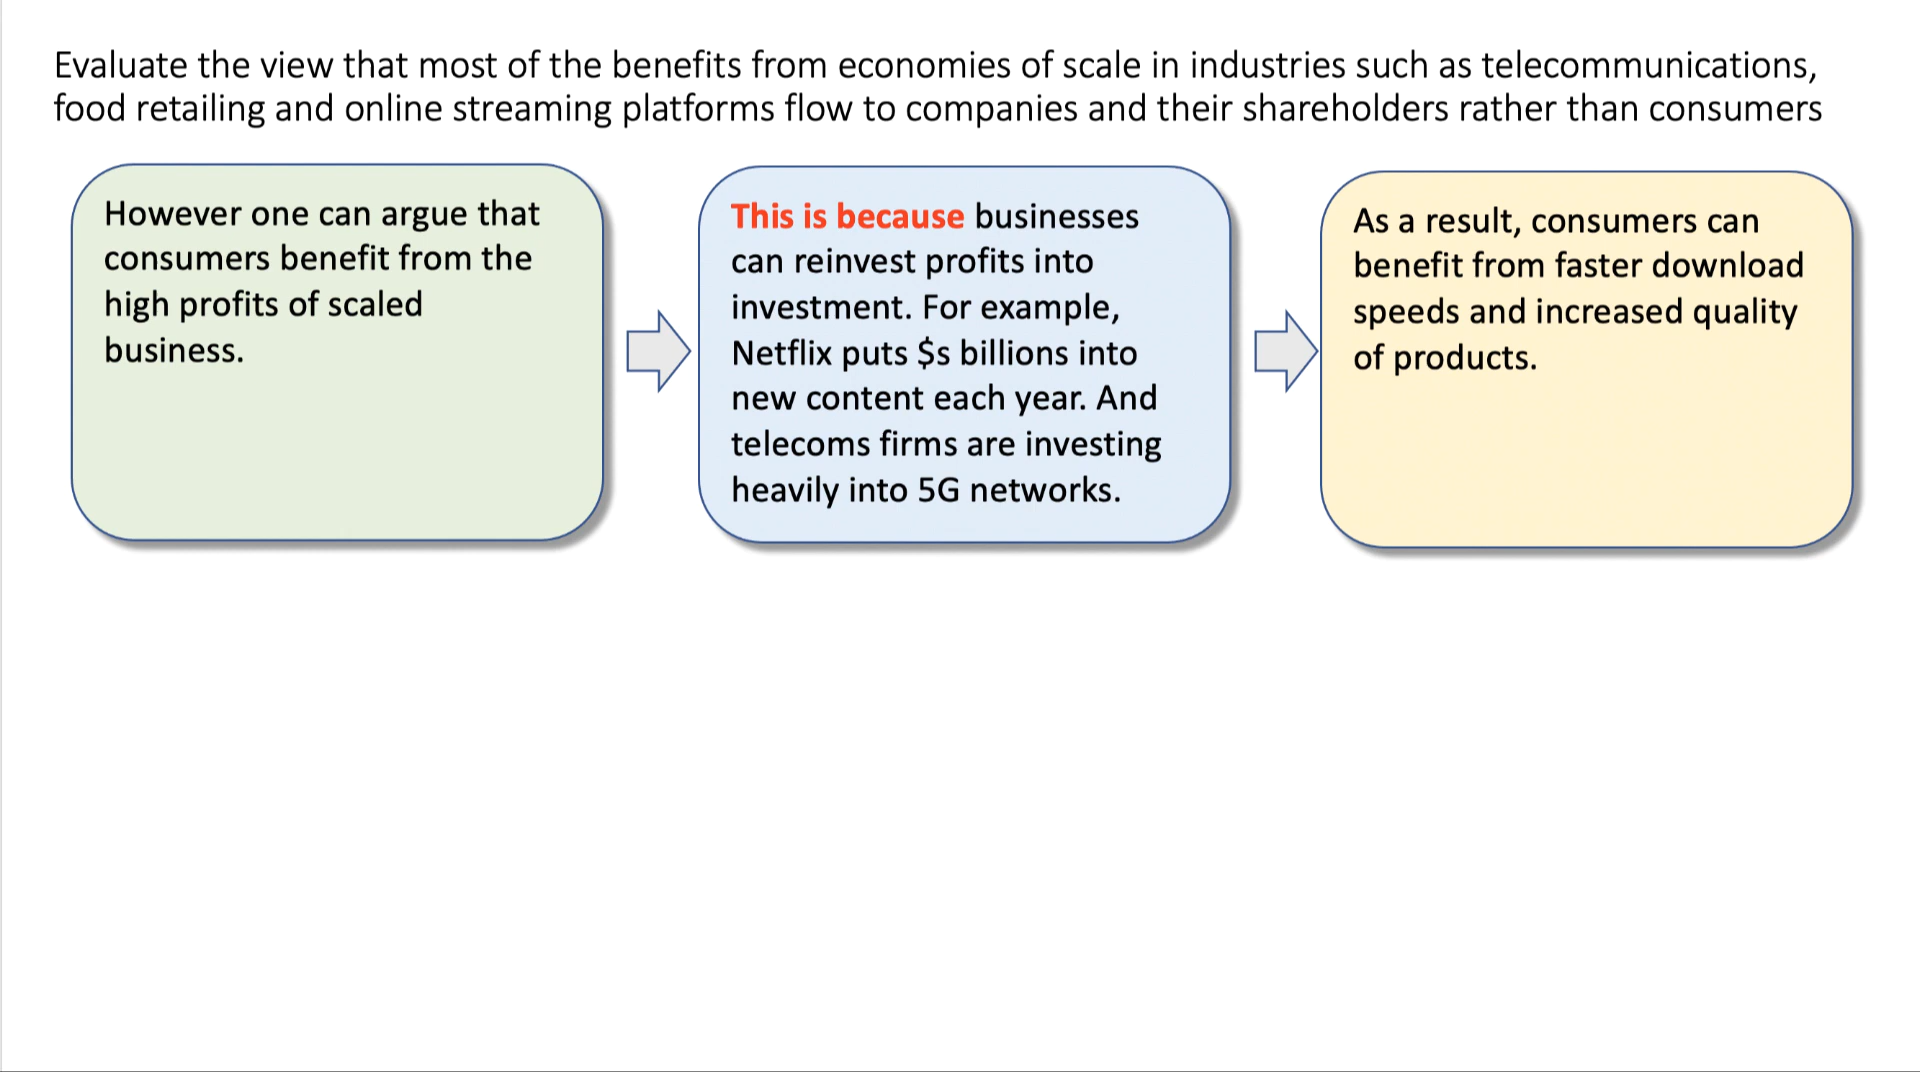 Evaluate the view that most of the benefits from economies of scale in industries such as telecommunications,
food retailing and online streaming platforms flow to companies and their shareholders rather than consumers
However one can argue that
consumers benefit from the
high profits of scaled
business.
This is because businesses
can reinvest profits into
investment. For example,
Netflix puts $s billions into
new content each year. And
telecoms firms are investing
heavily into 5G networks.
As a result, consumers can
benefit from faster download
speeds and increased quality
of products.